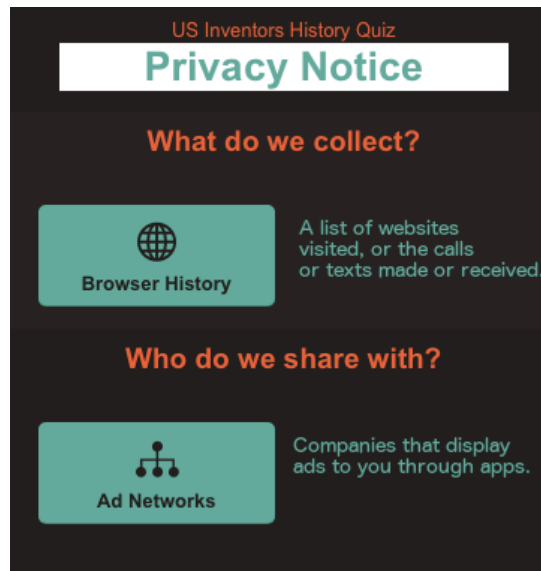 US Inventors History Quiz
Privacy Notice
What do we collect?
Browser History
A list of websites
visited, or the calls
or texts made or received.
Who do we share with?
Ad Networks
Companies that display
ads to you through apps.